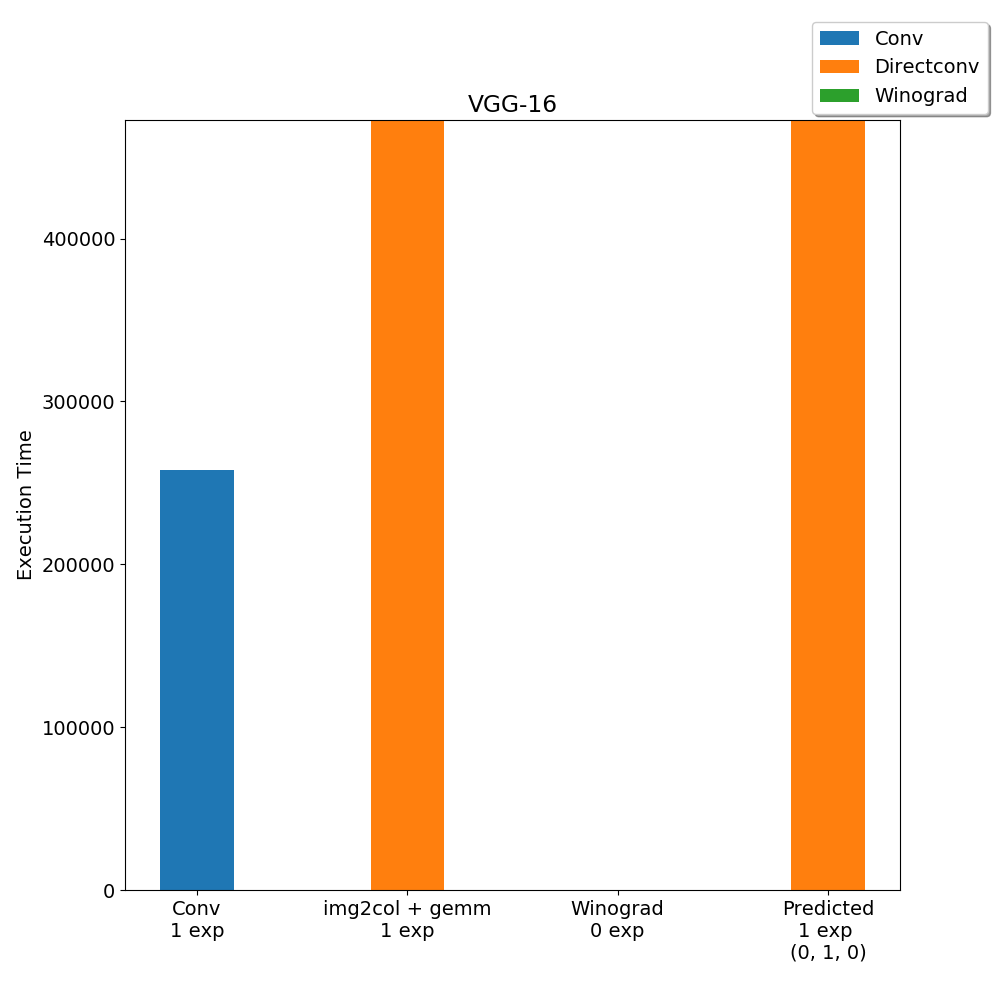 Conv
Directconv
Winograd
VGG-16
Execution Time
400000
300000
200000
100000
0
Conv
1 exp
img2col + gemm
1 exp
Winograd
0 exp
Predicted
1 exp
(0, 1, 0)